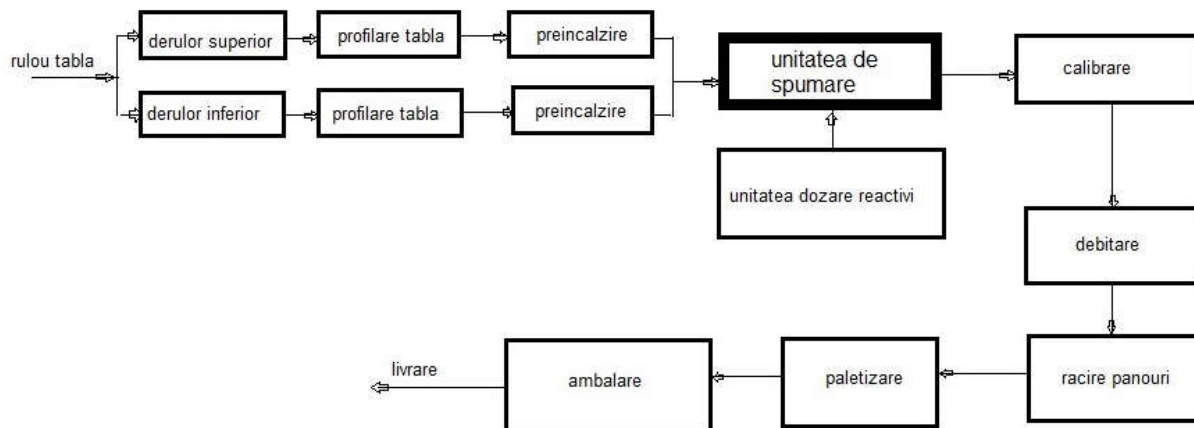 rulou tabla
derulor superior
profilare tabla
preincalzire
derulor inferior
profilare tabla
preincalzire
unitatea de
spumare
unitatea dozare reactivi
calibrare
debitare
racire panouri
paletizare
ambalare
livrare